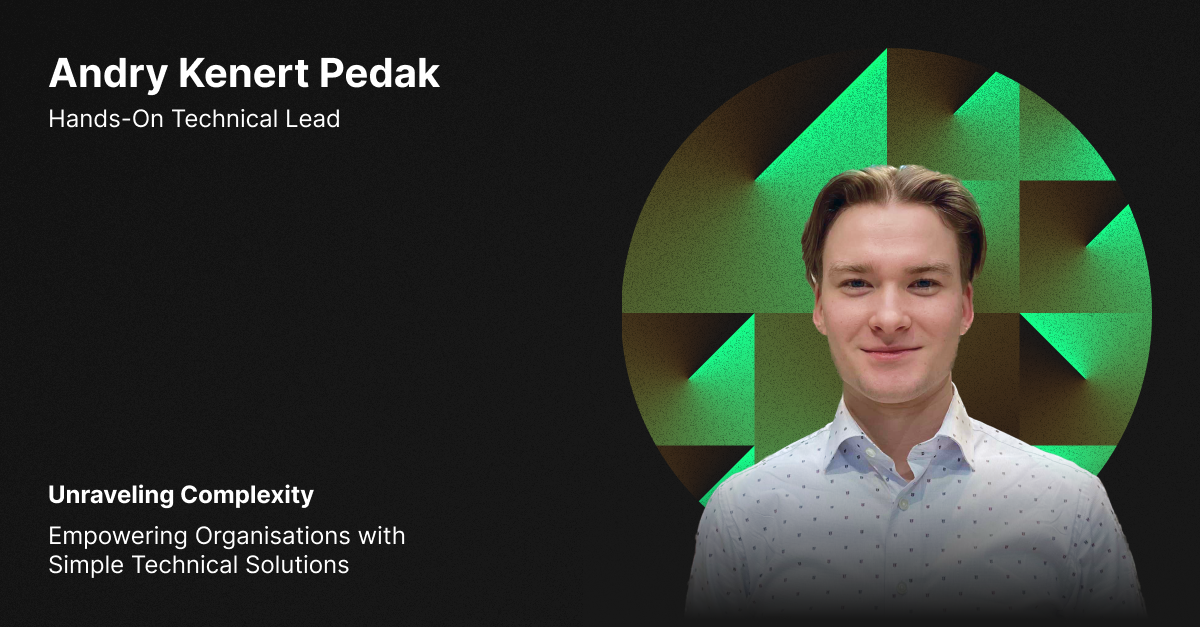 Andry Kenert Pedak
Hands-On Technical Lead
Unraveling Complexity
Empowering Organisations with
Simple Technical Solutions